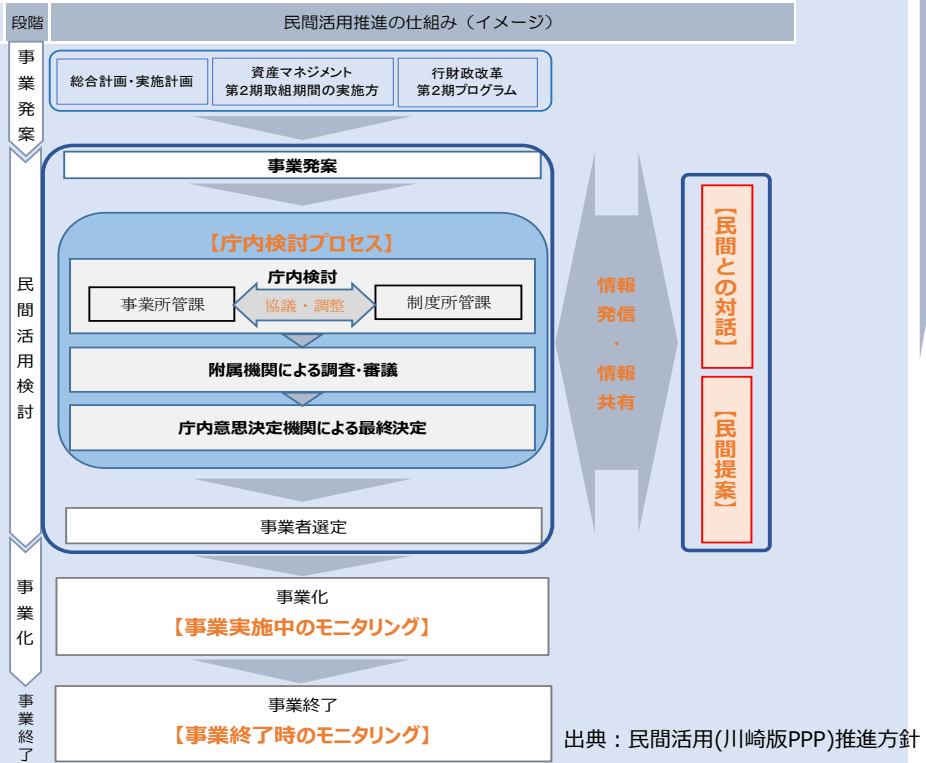 段階
民間活用推進の仕組み（イメージ）
事業発案
総合計画・実施計画
資産マネジメント
第2期取組期間の実施方
行財政改革
第2期プログラム
民間活用検討
事業発案
【庁内検討プロセス】
庁内検討
事業所管課
協議・調整
制度所管課
附属機関による調査・審議
庁内意思決定機関による最終決定
事業者選定
情報
発信
・
情報
共有
【民間との対話】
【民間提案】
事業化
事業化
【事業実施中のモニタリング】
事業終了
事業終了
【事業終了時のモニタリング】
出典：民間活用(川崎版PPP)推進方針